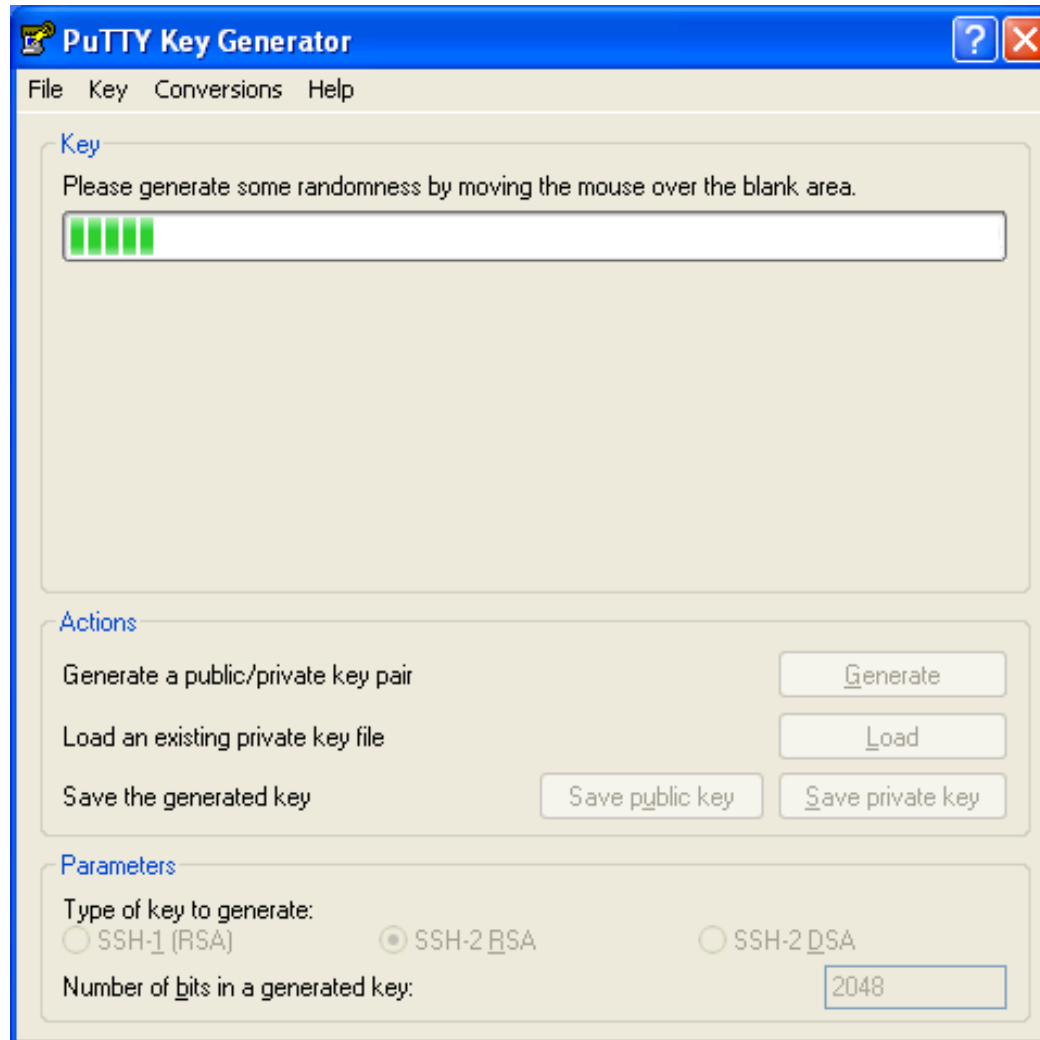 PuTTY Key Generator
File Key Conversions Help
Key
Please generate some randomness by moving the mouse over the blank area.
Actions
Generate a public/private key pair Generate
Load an existing private key file Load
Save the generated key Save public key Save private key
Parameters
Type of key to generate:
SSH-1 (RSA) SSH-2 RSA SSH-2 DSA
Number of bits in a generated key: 2048